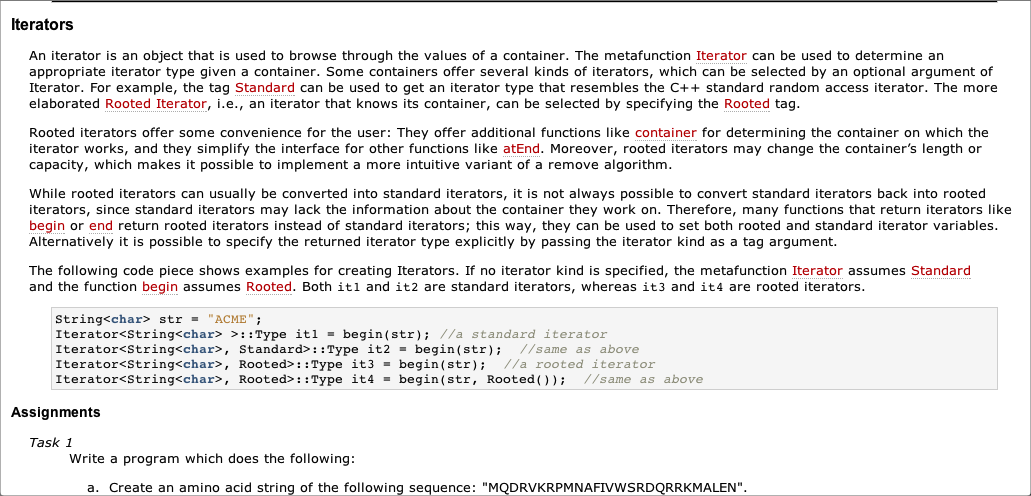 Iterators
An iterator is an object that is used to browse through the values of a container. The metafunction Iterator can be used to determine an
appropriate iterator type given a container. Some containers offer several kinds of iterators, which can be selected by an optional argument of
Iterator. For example, the tag Standard can be used to get an iterator type that resembles the C++ standard random access iterator. The more
elaborated Rooted Iterator, i.e., an iterator that knows its container, can be selected by specifying the Rooted tag.
Rooted iterators offer some convenience for the user: They offer additional functions like container for determining the container on which the
iterator works, and they simplify the interface for other functions like atEnd. Moreover, rooted iterators may change the container’s length or
capacity, which makes it possible to implement a more intuitive variant of a remove algorithm.
While rooted iterators can usually be converted into standard iterators, it is not always possible to convert standard iterators back into rooted
iterators, since standard iterators may lack the information about the container they work on. Therefore, many functions that return iterators like
begin or end return rooted iterators instead of standard iterators; this way, they can be used to set both rooted and standard iterator variables.
Alternatively it is possible to specify the returned iterator type explicitly by passing the iterator kind as a tag argument.
The following code piece shows examples for creating Iterators. If no iterator kind is specified, the metafunction Iterator assumes Standard
and the function begin assumes Rooted. Both it1 and it2 are standard iterators, whereas it3 and it4 are rooted iterators.
String<char> str = "ACME";
Iterator<String<char> >::Type it1 = begin(str); //a standard iterator
Iterator<String<char>, Standard>::Type it2 = begin(str);  //same as above
Iterator<String<char>, Rooted>::Type it3 = begin(str);  //a rooted iterator
Iterator<String<char>, Rooted>::Type it4 = begin(str, Rooted());  //same as above
Assignments
Task 1
Write a program which does the following:
a. Create an amino acid string of the following sequence: "MQDRVKRPMNAFIVWSRDQRRKMALEN".